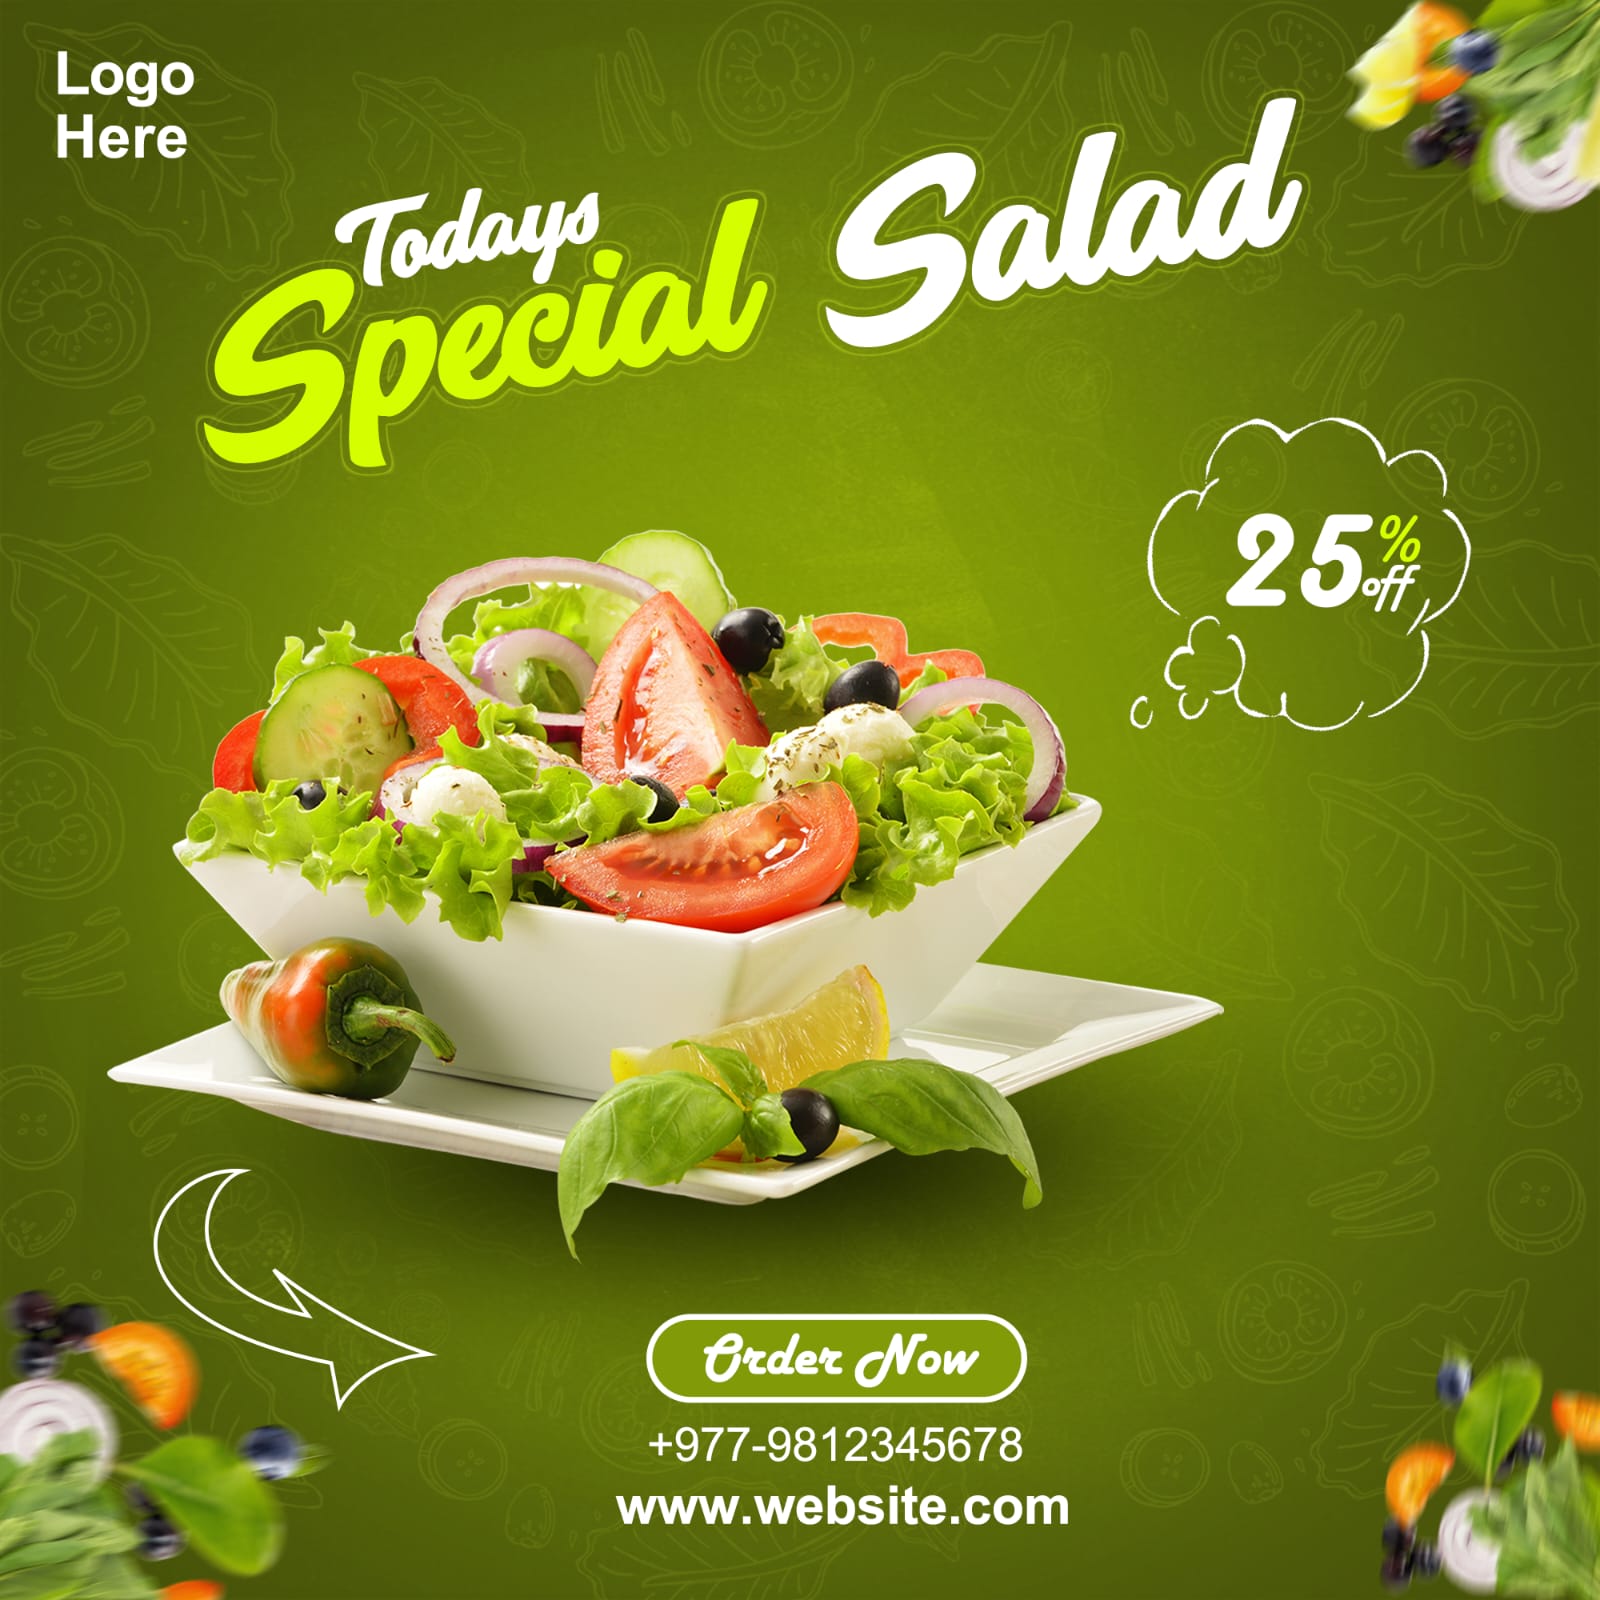 Logo
Here
Todays
Special Salad
25%
off
Order Now
+977-9812345678
www.website.com